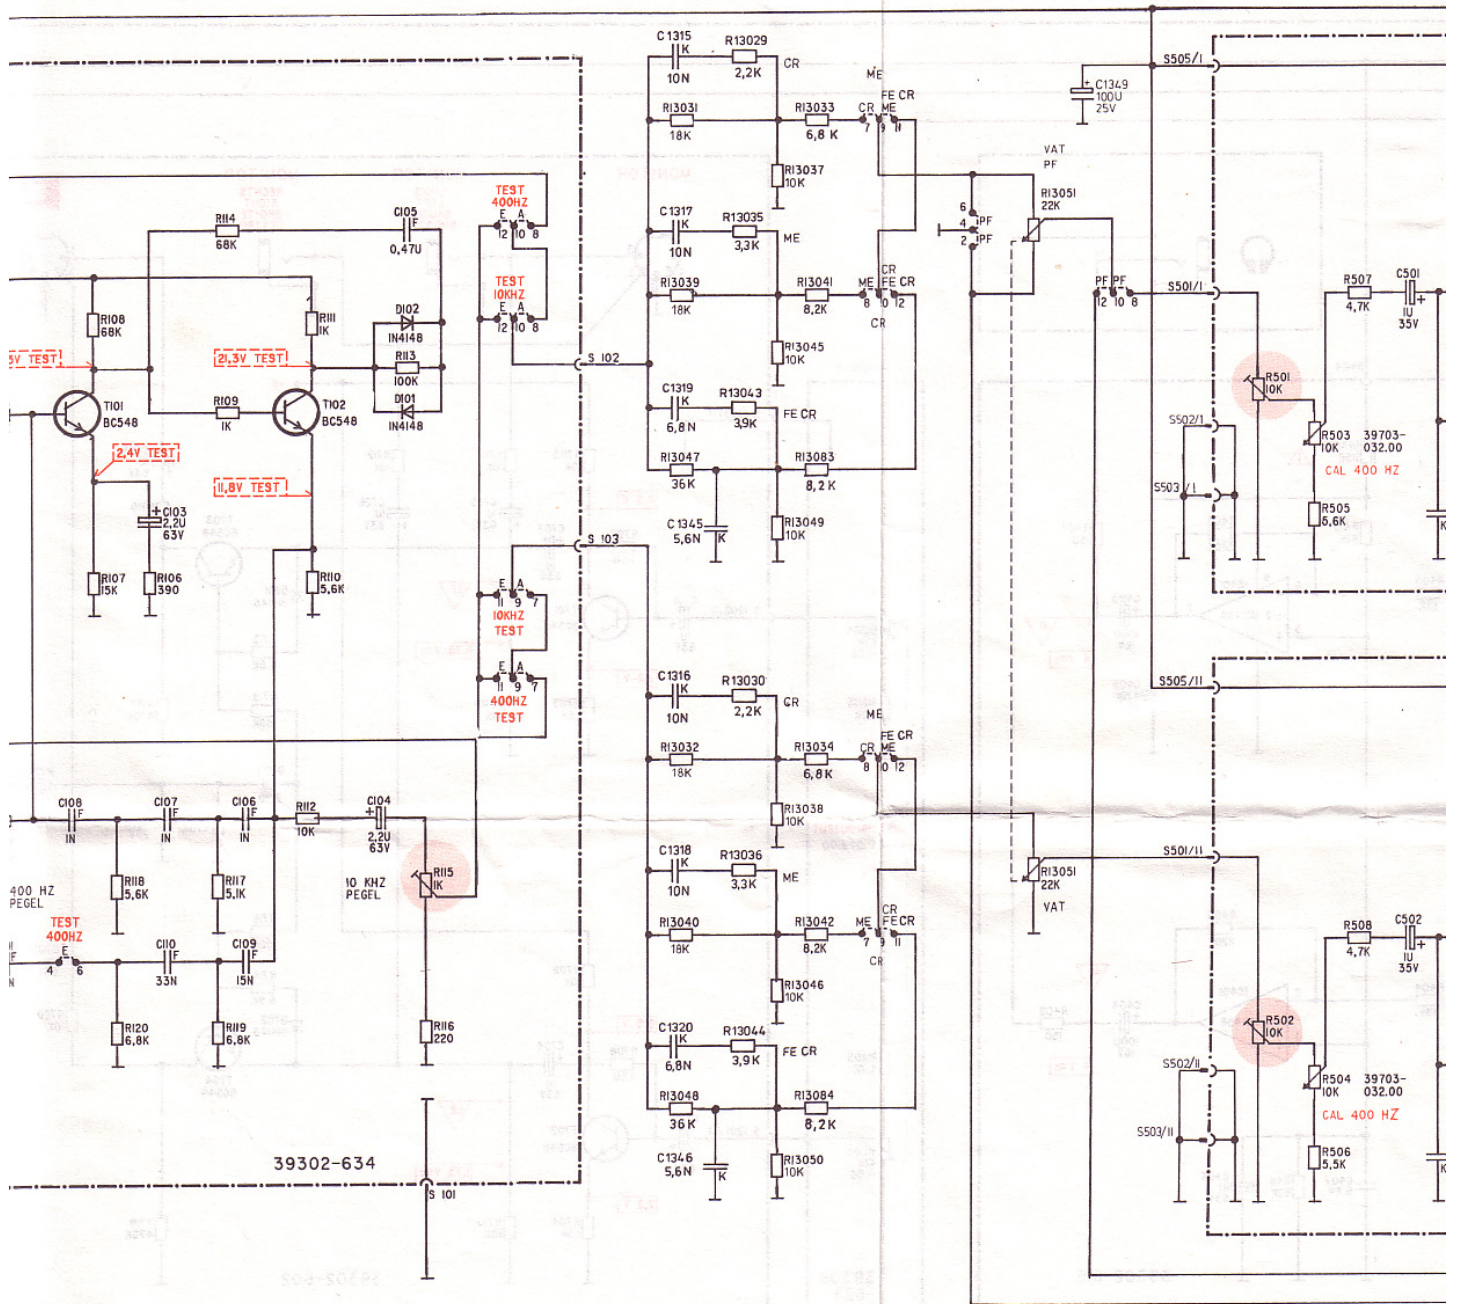 C1315
K
10N
R13029
2,2K
CR
R13031
18K
R13033
6,8 K
ME
FE CR
CR ME
7 9 11
R13037
10K
C1317
K
10N
R13035
3,3K
ME
R13039
18K
R13041
8,2K
CR
ME FE CR
8 10 12
CR
R13045
10K
C1319
K
6,8N
R13043
3,9K
FE CR
R13047
36K
R13083
8,2K
C1345
5,6N
K
R13049
10K
S505/I
C1349
100U
25V
VAT
PF
R13051
22K
6
4 PF
2 PF
PF PF
12 10 8
S501/I
R501
10K
R507
4,7K
C501
1U
35V
S502/I
S503/I
R503
10K
39703-
032.00
CAL 400 HZ
R505
5,6K
K
TEST
400HZ
E A
12 10 8
TEST
10KHZ
E A
12 10 8
R114
68K
C105
F
0,47U
R108
68K
R111
1K
D102
1N4148
R113
100K
D101
1N4148
5V TEST
21,3V TEST
T101
BC548
R109
1K
T102
BC548
2,4V TEST
11,8V TEST
C103
2,2U
63V
R107
15K
R106
390
R110
5,6K
S 102
S 103
E A
11 9 7
10KHZ
TEST
E A
11 9 7
400HZ
TEST
C1316
K
10N
R13030
2,2K
CR
R13032
18K
R13034
6,8K
ME
FE CR
CR ME
8 10 12
R13038
10K
C1318
K
10N
R13036
3,3K
ME
R13040
18K
R13042
8,2K
CR
ME FE CR
7 9 11
CR
R13046
10K
C1320
K
6,8N
R13044
3,9K
FE CR
R13048
36K
R13084
8,2K
C1346
5,6N
K
R13050
10K
S505/II
S501/II
R13051
22K
VAT
R502
10K
R508
4,7K
C502
1U
35V
S502/II
S503/II
R504
10K
39703-
032.00
CAL 400 HZ
R506
5,5K
K
C108
F
1N
C107
F
1N
C106
F
1N
R112
10K
C104
2,2U
63V
R118
5,6K
R117
5,1K
10 KHZ
PEGEL
R115
1K
400 HZ
PEGEL
TEST
400HZ
E
4 6
C110
F
33N
C109
F
15N
R120
6,8K
R119
6,8K
R116
220
39302-634
S 101